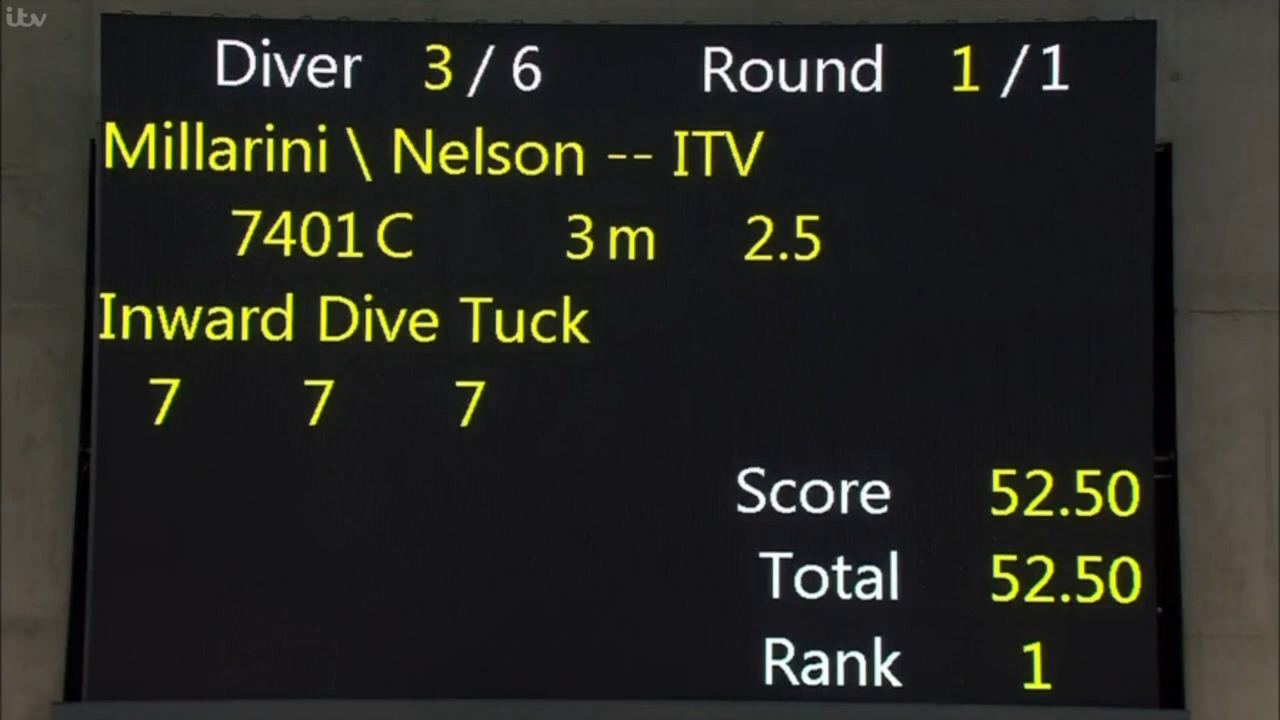 itv
Diver 3 / 6 Round 1 / 1
Millarini \ Nelson -- ITV
7401 C 3 m 2.5
Inward Dive Tuck
7 7 7
Score 52.50
Total 52.50
Rank 1